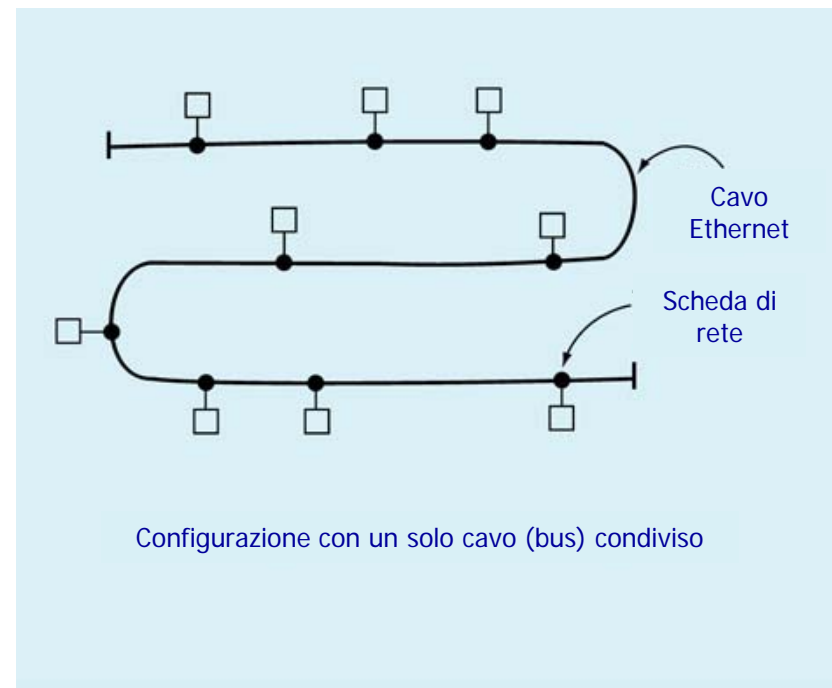 Cavo
Ethernet
Scheda di
rete
Configurazione con un solo cavo (bus) condiviso